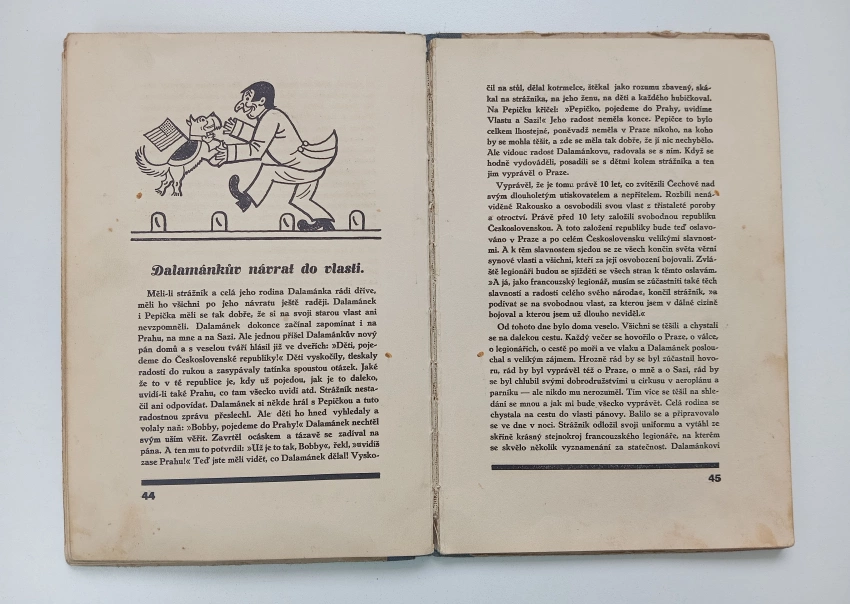 Dalamánkův návrat do vlasti.
Měli-li strážník a celá jeho rodina Dalamánka rádi dříve,
měli ho všichni po jeho návratu ještě raději. Dalamánek
i Pepička měli se tak dobře, že si na svoji starou vlast ani
nevzpomněli. Dalamánek dokonce začínal zapomínat i na
Prahu, na mne a na Sazi. Ale jednou přišel Dalamánkův nový
pán domů a s veselou tváří hlásil již ve dveřích: »Děti, poje-
deme do Československé republiky!« Děti vyskočily, tleskaly
radostí do rukou a zasypávaly tatínka spoustou otázek. Jaké
že to v té republice je, kdy už pojedou, jak je to daleko,
uvidí-li také Prahu, co tam všecko uvidí atd. Strážník nesta-
čil ani odpovídat. Dalamánek si někde hrál s Pepičkou a tuto
radostnou zprávu přeslechl. Ale děti ho hned vyhledaly a
volaly naň: »Bobby, pojedeme do Prahy!« Dalamánek nechtěl
svým uším věřit. Zavrtěl ocáskem a tázavě se zadíval na
pána. A ten mu to potvrdil: »Už je to tak, Bobby«, řekl, »uvidíš
zase Prahu!« Teď jste měli vidět, co Dalamánek dělal! Vysko-
44
čil na stůl, dělal kotrmelce, štěkal jako rozumu zbavený, ská-
kal na strážníka, na jeho ženu, na děti a každého hubičkoval.
Na Pepičku křičel: »Pepičko, pojedeme do Prahy, uvidíme
Vlastu a Sazi!« Jeho radost neměla konce. Pepičce to bylo
celkem lhostejné, poněvadž neměla v Praze nikoho, na koho
by se mohla těšit, a zde se měla tak dobře, že jí nic nechybělo.
Ale vidouc radost Dalamánkovu, radovala se s ním. Když se
hodně vydováděli, posadili se s dětmi kolem strážníka a ten
jim vyprávěl o Praze.
Vyprávěl, že je tomu právě 10 let, co zvítězili Čechové nad
svým dlouholetým utiskovatelem a nepřítelem. Rozbili nená-
viděné Rakousko a osvobodili svou vlast z třistaleté poroby
a otroctví. Právě před 10 lety založili svobodnou republiku
Československou. A toto založení republiky bude teď oslavo-
váno v Praze a po celém Československu velikými slavnost-
mi. A k těm slavnostem sjedou se ze všech končin světa věrní
synové vlasti a všichni, kteří za její osvobození bojovali. Zvlá-
ště legionáři budou se sjížděti se všech stran k těmto oslavám.
»A já, jako francouzský legionář, musím se zúčastniti také těch
slavností a radostí celého svého národa«, končil strážník, »a
podívat se na svobodnou vlast, za kterou jsem v dálné cizině
bojoval a kterou jsem už dlouho neviděl.«
Od tohoto dne bylo doma veselo. Všichni se těšili a chystali
se na dalekou cestu. Každý večer se hovořilo o Praze, o válce,
o legionářích, o cestě po moři a ve vlaku a Dalamánek poslou-
chal s velikým zájmem. Hrozně rád by se byl zúčastnil hovo-
ru, rád by byl vyprávěl též o Praze, o mně a o Sazi, rád by
se byl chlubil svými dobrodružstvími u cirkusu v aeroplánu a
parníku — ale nikdo mu nerozuměl. Tím více se těšil na shle-
dání se mnou a jak mi bude všecko vyprávět. Celá rodina se
chystala na cestu do vlasti pánovy. Balilo se a připravovalo
se ve dne v noci. Strážník odložil svoji uniformu a vytáhl ze
skříně krásný stejnokroj francouzského legionáře, na kterém
se skvělo několik vyznamenání za statečnost. Dalamánkovi
45